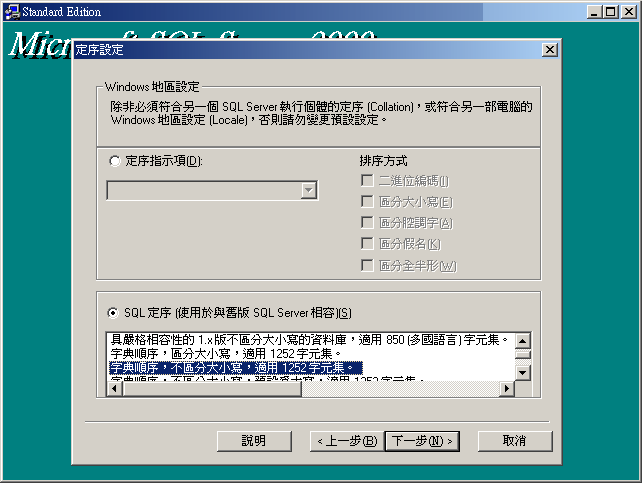 Standard Edition
定序設定
Windows 地區設定
除非必須符合另一個 SQL Server 執行個體的定序 (Collation)，或符合另一部電腦的
Windows 地區設定 (Locale)，否則請勿變更預設設定。
定序指示項(D):
排序方式
二進位編碼(I)
區分大小寫(E)
區分腔調字(A)
區分假名(K)
區分全半形(W)
SQL 定序 (使用於與舊版 SQL Server 相容)(S)
具嚴格相容性的 1.x 版不區分大小寫的資料庫，適用 850 (多國語言) 字元集。
字典順序，區分大小寫，適用 1252 字元集。
字典順序，不區分大小寫，適用 1252 字元集。
說明
< 上一步(B)
下一步(N) >
取消